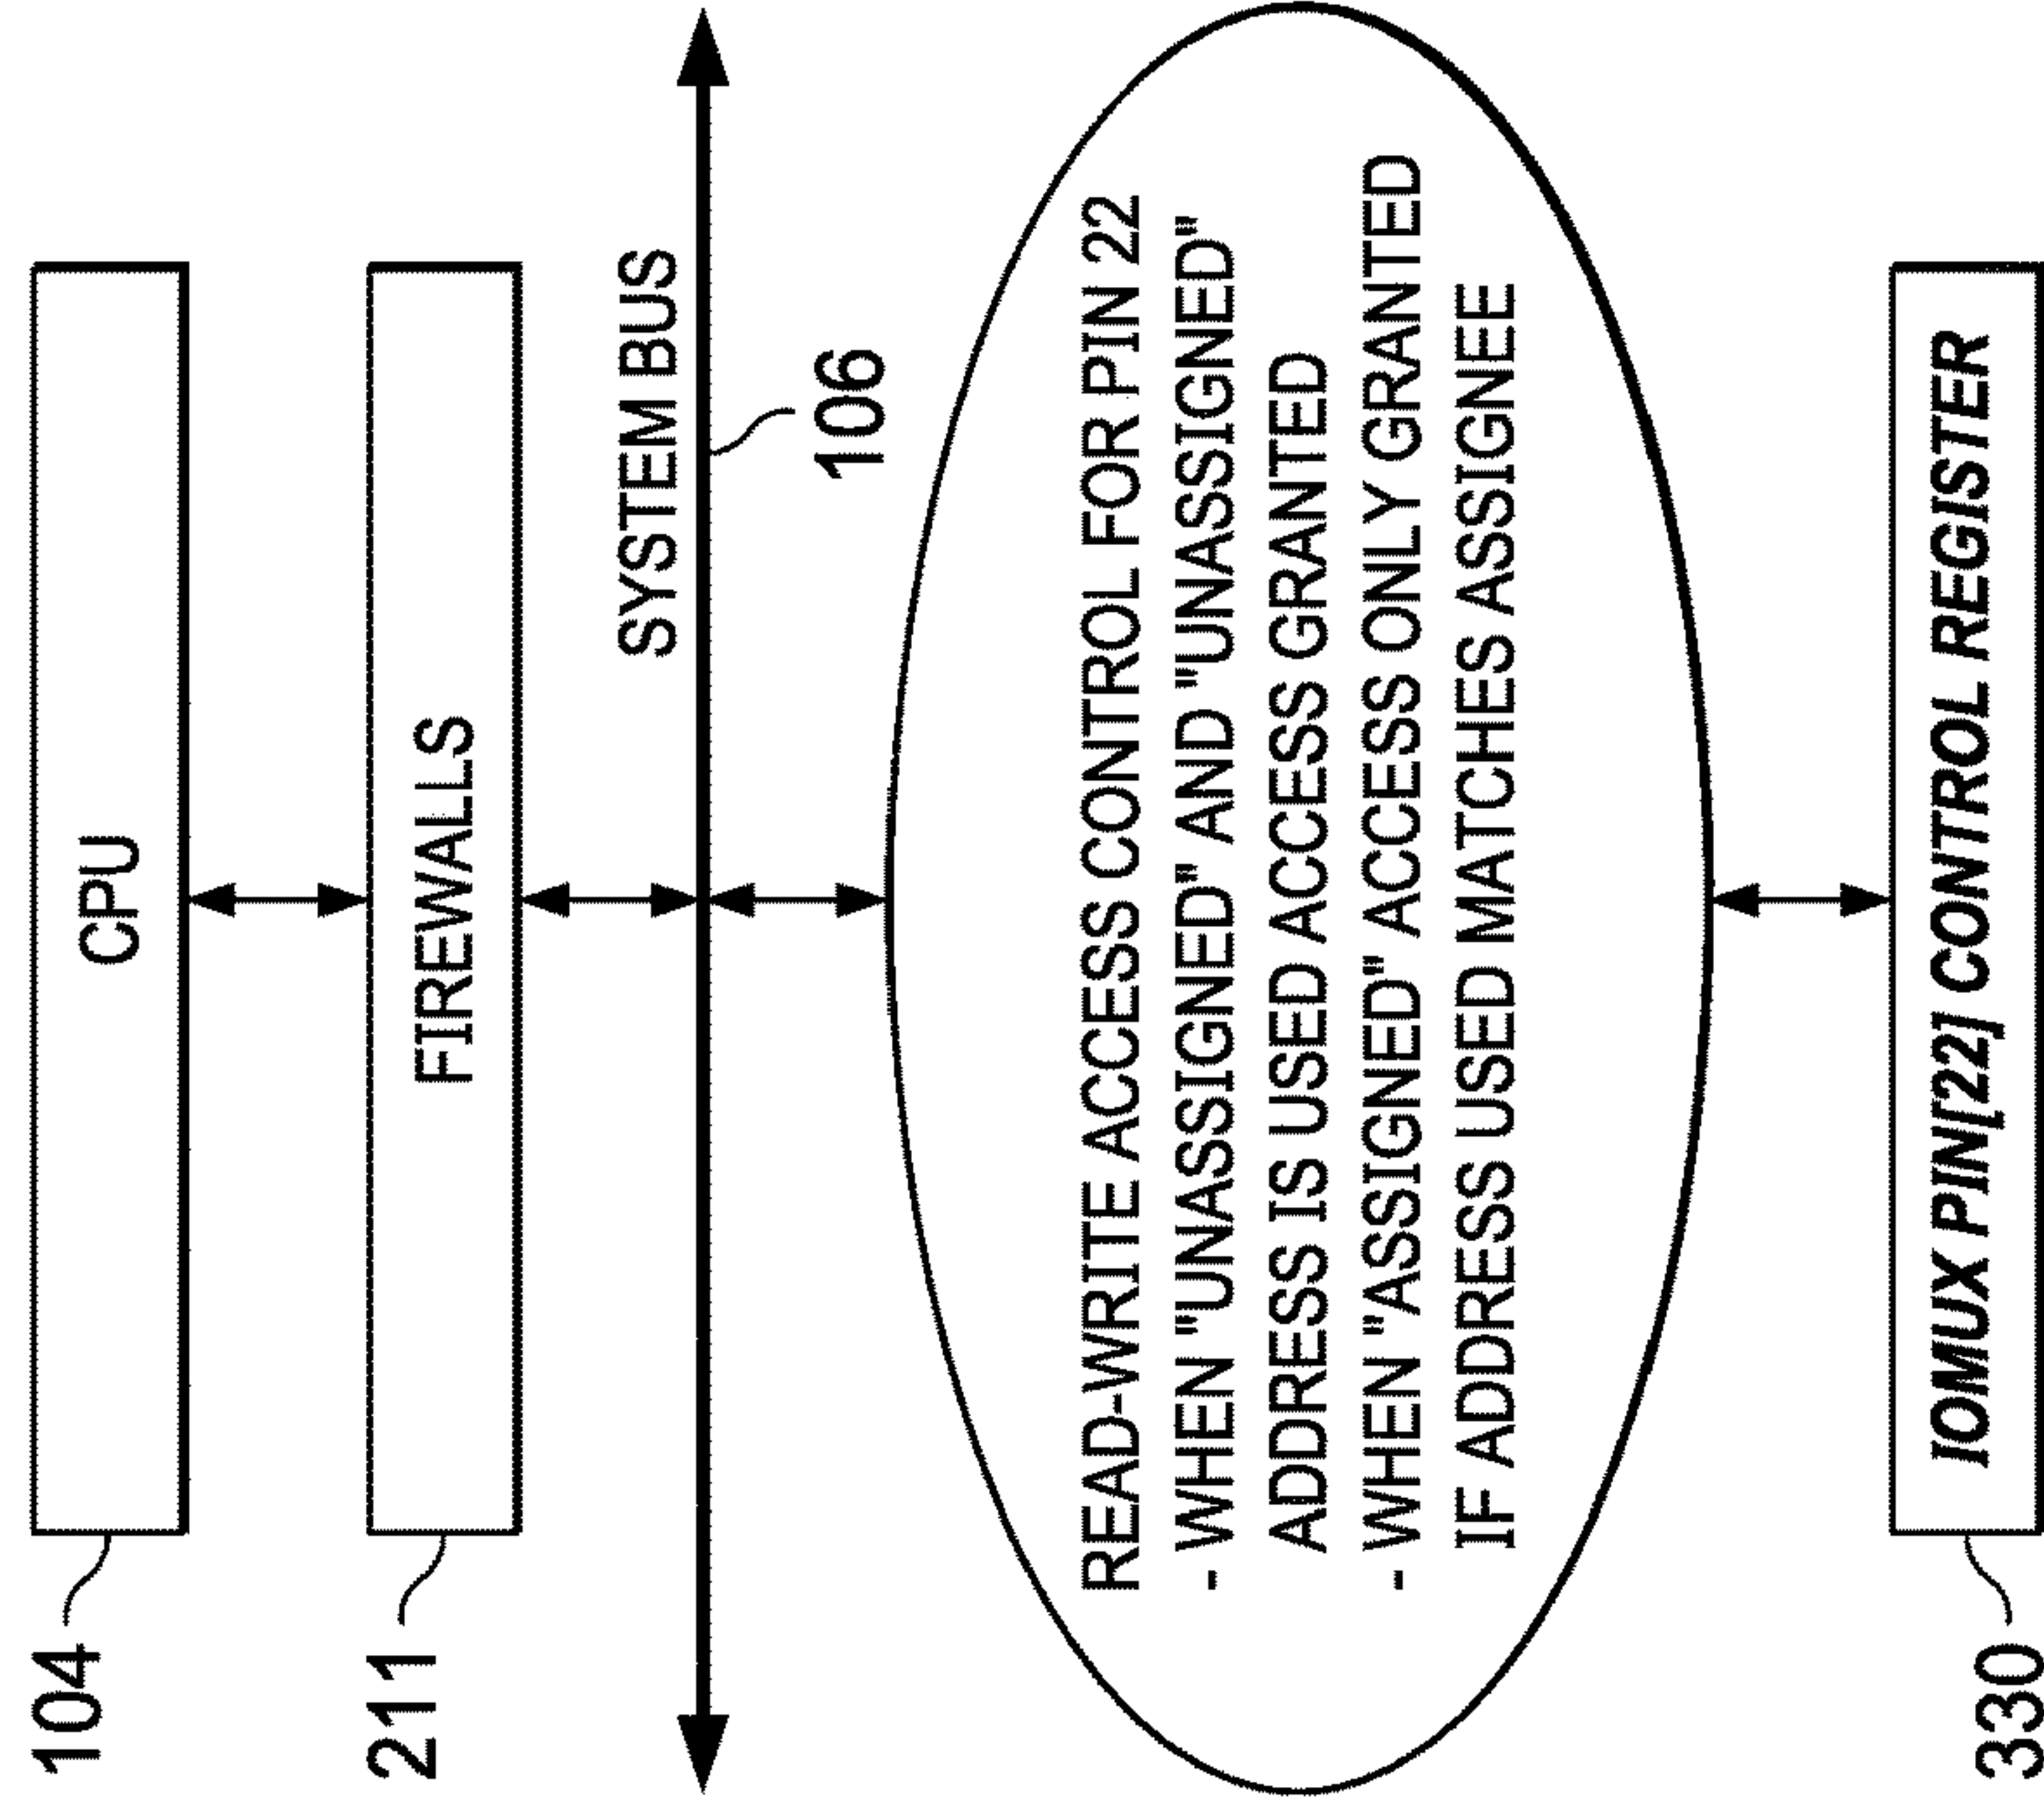 104
CPU
211
FIREWALLS
SYSTEM BUS
106
READ-WRITE ACCESS CONTROL FOR PIN 22
- WHEN "UNASSIGNED" AND "UNASSIGNED"
ADDRESS IS USED ACCESS GRANTED
- WHEN "ASSIGNED" ACCESS ONLY GRANTED
IF ADDRESS USED MATCHES ASSIGNEE
330
IOMUX PIN[22] CONTROL REGISTER